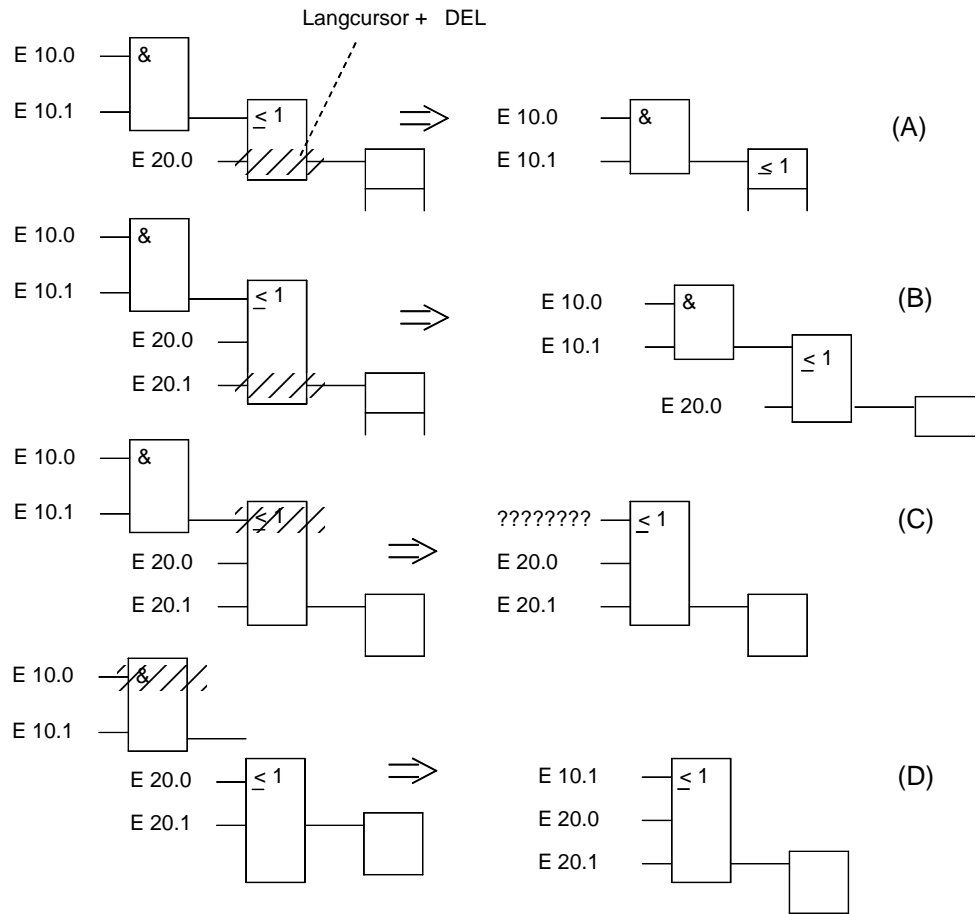 Langcursor + DEL
E 10.0 &
E 10.1 ≤ 1
E 20.0
E 10.0 &
E 10.1 ≤ 1
(A)
E 10.0 &
E 10.1 ≤ 1
E 20.0
E 20.1
E 10.0 &
E 10.1 ≤ 1
E 20.0
(B)
E 10.0 &
E 10.1 ≤ 1
E 20.0
E 20.1
???????? ≤ 1
E 20.0
E 20.1
(C)
E 10.0 &
E 10.1
E 20.0 ≤ 1
E 20.1
E 10.1 ≤ 1
E 20.0
E 20.1
(D)